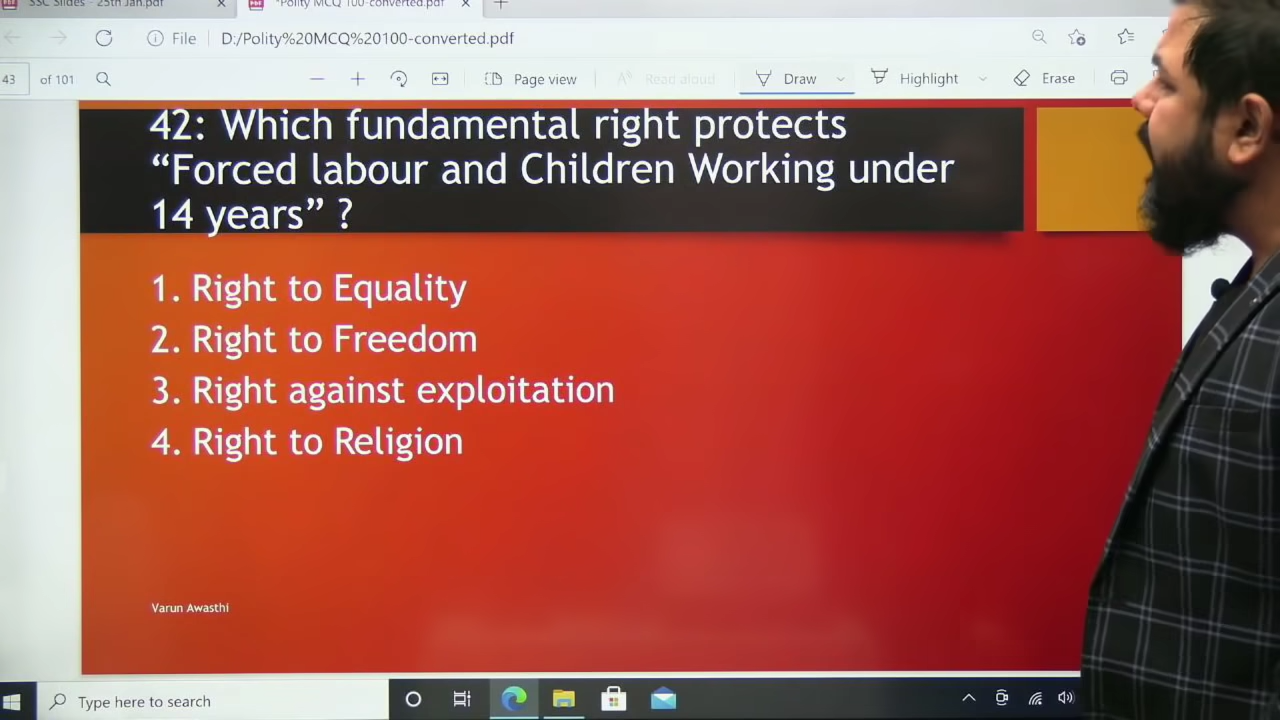 SSC Slides - 25th Jan.pdf
*Polity MCQ 100-converted.pdf
File
D:/Polity%20MCQ%20100-converted.pdf
43 of 101
Page view
Read aloud
Draw
Highlight
Erase
42: Which fundamental right protects
“Forced labour and Children Working under
14 years” ?
1. Right to Equality
2. Right to Freedom
3. Right against exploitation
4. Right to Religion
Varun Awasthi
Type here to search